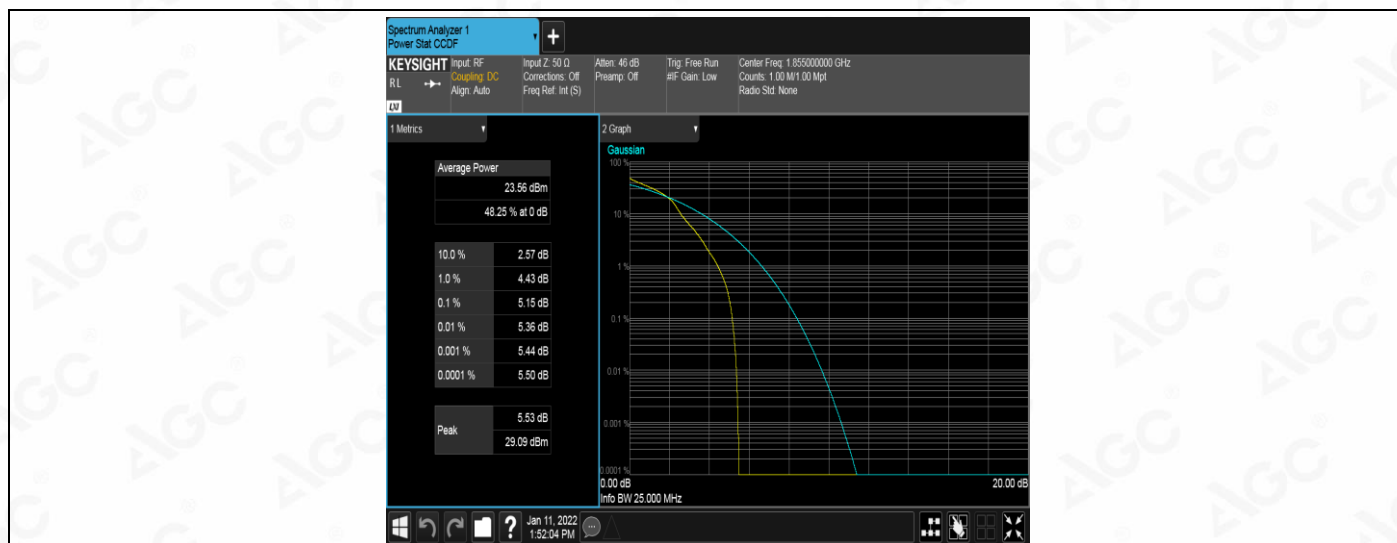 Spectrum Analyzer 1
Power Stat CCDF
KEYSIGHT
RL
LXI
Input: RF
Coupling: DC
Align: Auto
Input Z: 50 Ω
Corrections: Off
Freq Ref: Int (S)
Atten: 46 dB
Preamp: Off
Trig: Free Run
#IF Gain: Low
Center Freq: 1.855000000 GHz
Counts: 1.00 M/1.00 Mpt
Radio Std: None
1 Metrics
Average Power
23.56 dBm
48.25 % at 0 dB
10.0 % 2.57 dB
1.0 % 4.43 dB
0.1 % 5.15 dB
0.01 % 5.36 dB
0.001 % 5.44 dB
0.0001 % 5.50 dB
Peak
5.53 dB
29.09 dBm
2 Graph
Gaussian
100 %
10 %
1 %
0.1 %
0.01 %
0.001 %
0.0001 %
0.00 dB 20.00 dB
Info BW 25.000 MHz
?
Jan 11, 2022
1:52:04 PM
AGC